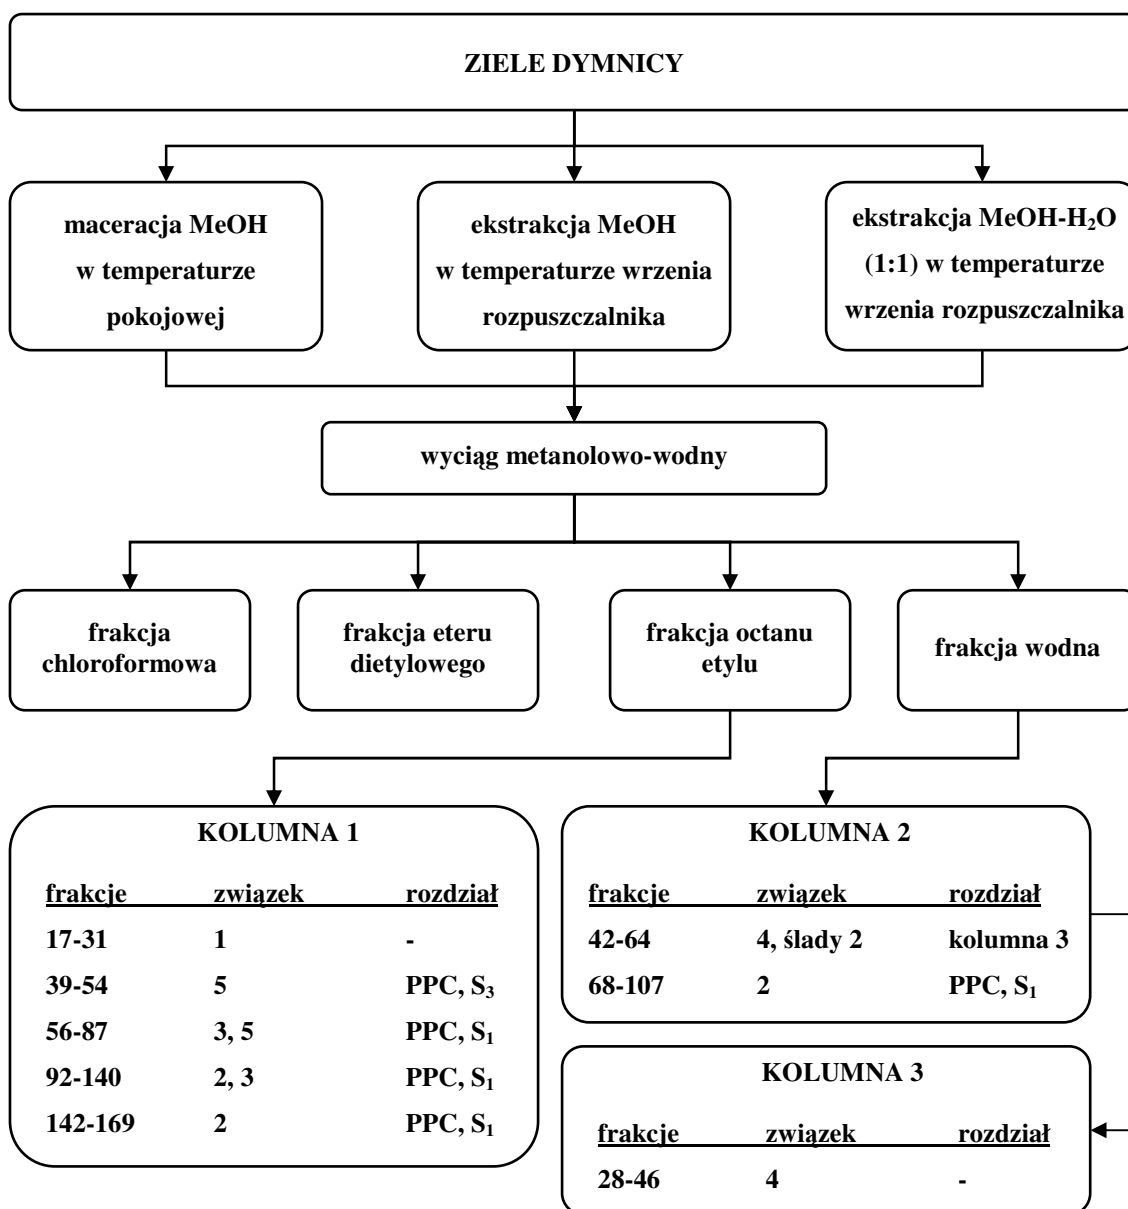 ZIELE DYMNICY
maceracja MeOH
w temperaturze
pokojowej
ekstrakcja MeOH
w temperaturze wrzenia
rozpuszczalnika
ekstrakcja MeOH-H₂O
(1:1) w temperaturze
wrzenia rozpuszczalnika
wyciąg metanolowo-wodny
frakcja
chloroformowa
frakcja eteru
dietylowego
frakcja octanu
etylu
frakcja wodna
KOLUMNA 1
frakcje związek rozdział
17-31 1 -
39-54 5 PPC, S₃
56-87 3, 5 PPC, S₁
92-140 2, 3 PPC, S₁
142-169 2 PPC, S₁
KOLUMNA 2
frakcje związek rozdział
42-64 4, ślady 2 kolumna 3
68-107 2 PPC, S₁
KOLUMNA 3
frakcje związek rozdział
28-46 4 -